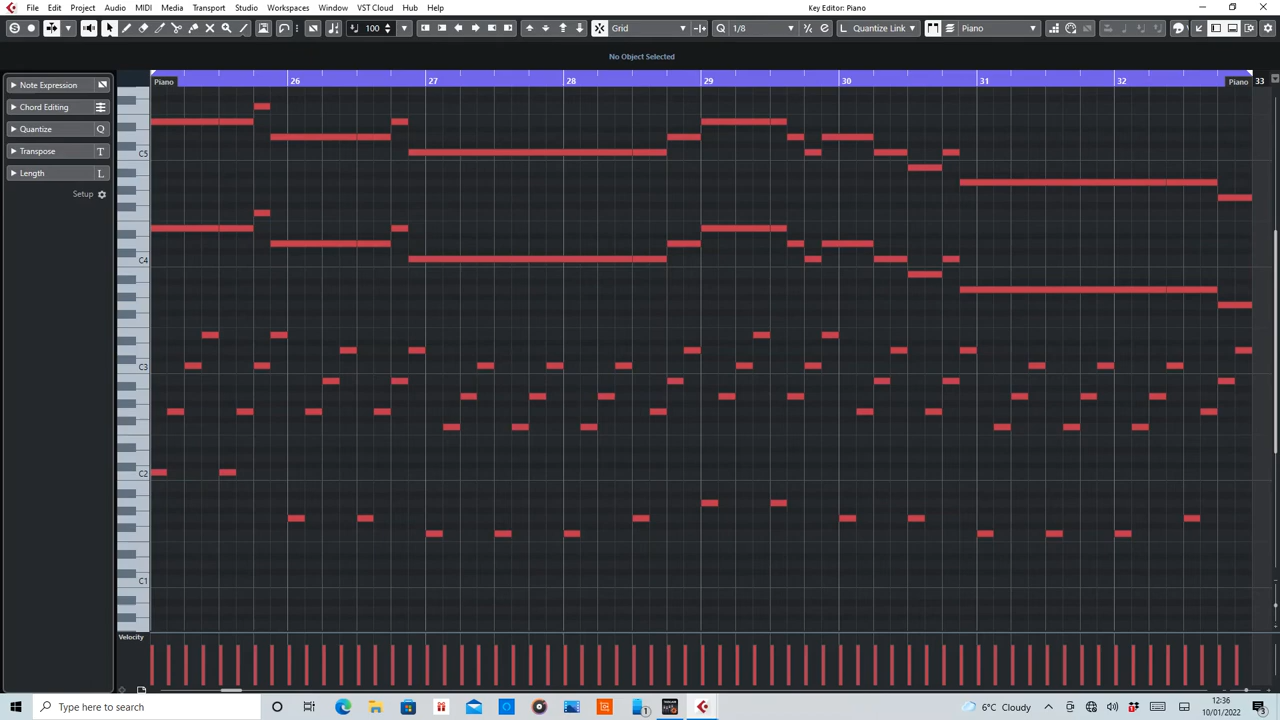 File Edit Project Audio MIDI Media Transport Studio Workspaces Window VST Cloud Hub Help
Key Editor: Piano
100 Grid Q 1/8 Quantize Link Piano
No Object Selected
Note Expression
Chord Editing
Quantize Q
Transpose T
Length L
Setup
Piano 26 27 28 29 30 31 32 Piano 33
C5
C4
C3
C2
C1
Velocity
Type here to search
1
6°C Cloudy
12:36
10/01/2022
3